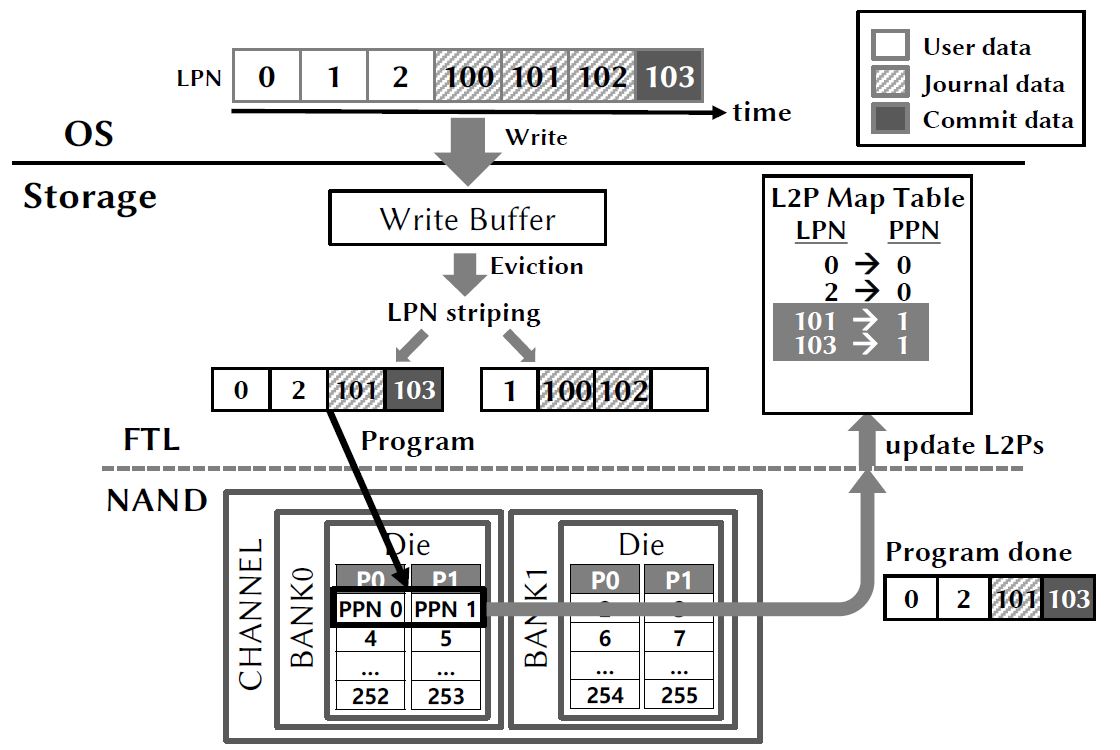 User data
Journal data
Commit data
LPN 0 1 2 100 101 102 103
time
OS
Write
Storage
Write Buffer
Eviction
LPN striping
0 2 101 103
1 100 102
L2P Map Table
LPN PPN
0 → 0
2 → 0
101 → 1
103 → 1
FTL
Program
update L2Ps
NAND
CHANNEL
BANK0
Die
P0 P1
PPN 0 PPN 1
4 5
... ...
252 253
BANK1
Die
P0 P1
6 7
... ...
254 255
Program done
0 2 101 103